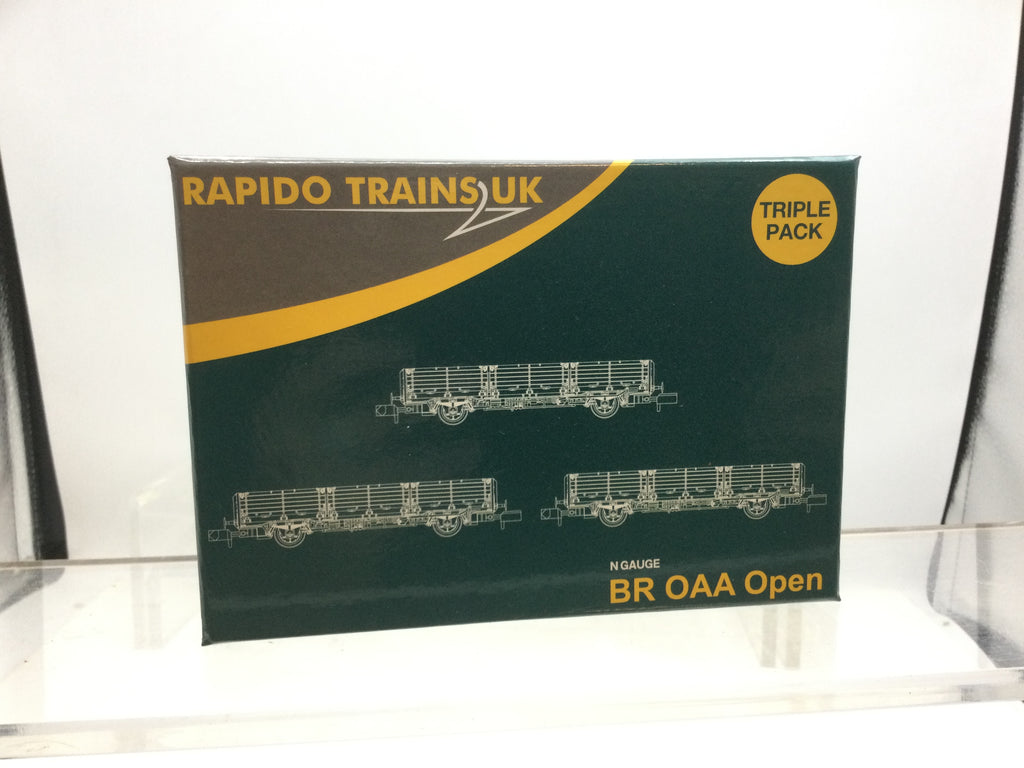 RAPIDO TRAINS UK
TRIPLE
PACK
N GAUGE
BR OAA Open